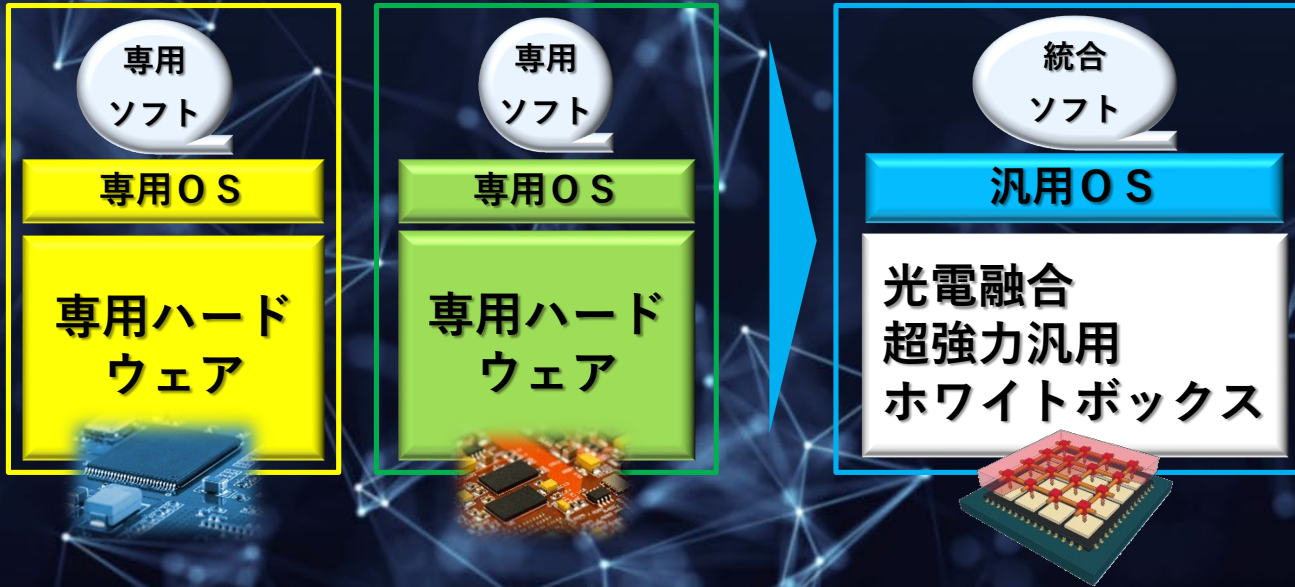 専用
ソフト
専用ＯＳ
専用ハード
ウェア
専用
ソフト
専用ＯＳ
専用ハード
ウェア
統合
ソフト
汎用ＯＳ
光電融合
超強力汎用
ホワイトボックス